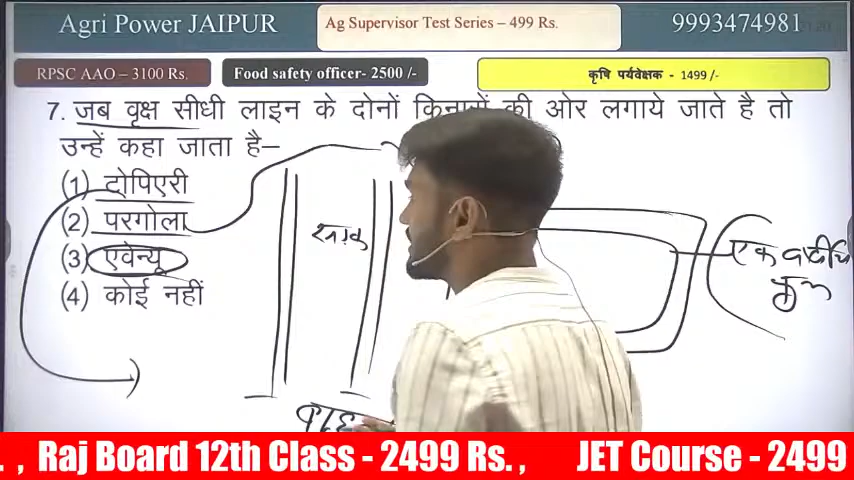 Agri Power JAIPUR
Ag Supervisor Test Series – 499 Rs.
9993474981
RPSC AAO – 3100 Rs.
Food safety officer- 2500 /-
कृषि पर्यवेक्षक - 1499 /-
7. जब वृक्ष सीधी लाइन के दोनों किनारों की ओर लगाये जाते है तो
उन्हें कहा जाता है–
(1) टोपिएरी
(2) परगोला
(3) एवेन्यू
(4) कोई नहीं
सड़क
. , Raj Board 12th Class - 2499 Rs. , JET Course - 2499